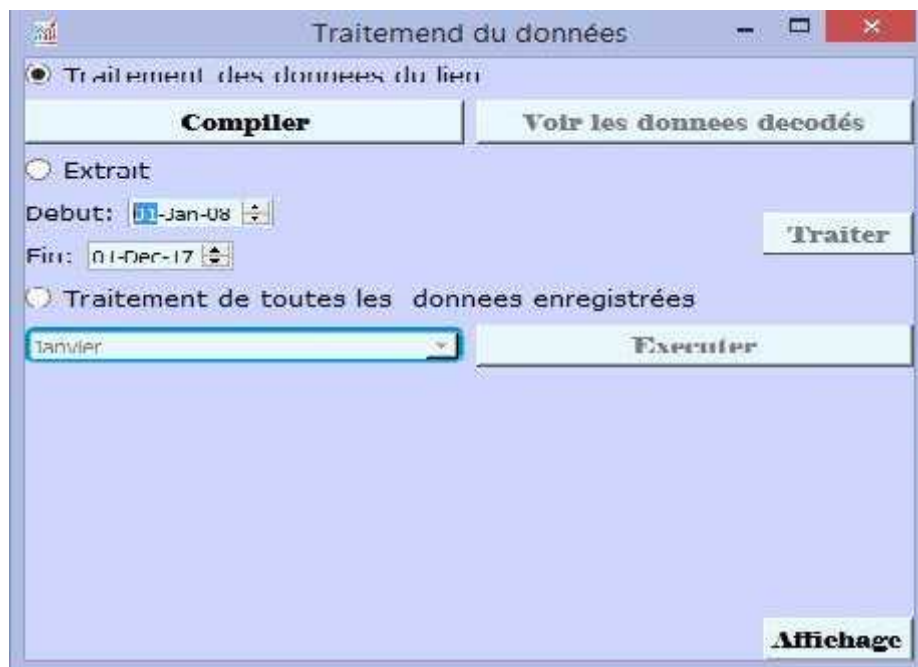 Traitemend du données
Traitement des donnees du lien
Compiler
Voir les donnees decodés
Extrait
Debut: 01-Jan-08
Fin: 01-Dec-17
Traiter
Traitement de toutes les donnees enregistrées
Janvier
Executer
Affichage